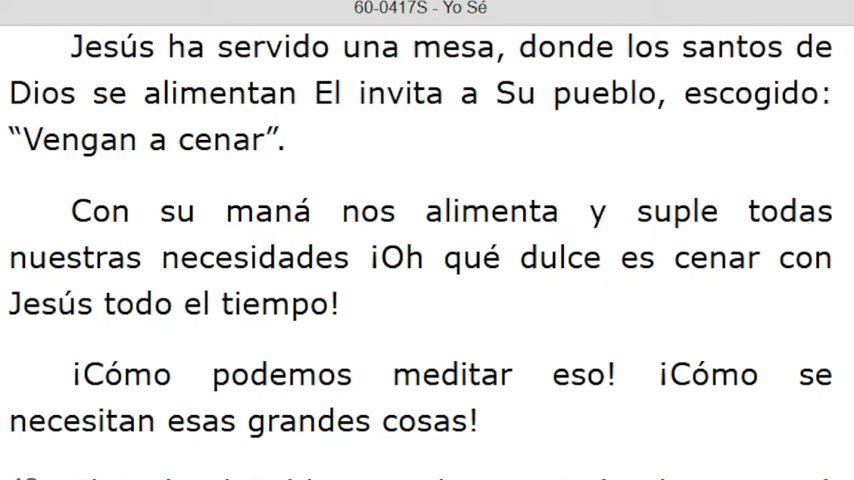 60-0417S - Yo Sé
Jesús ha servido una mesa, donde los santos de
Dios se alimentan El invita a Su pueblo, escogido:
“Vengan a cenar”.
Con su maná nos alimenta y suple todas
nuestras necesidades ¡Oh qué dulce es cenar con
Jesús todo el tiempo!
¡Cómo podemos meditar eso! ¡Cómo se
necesitan esas grandes cosas!